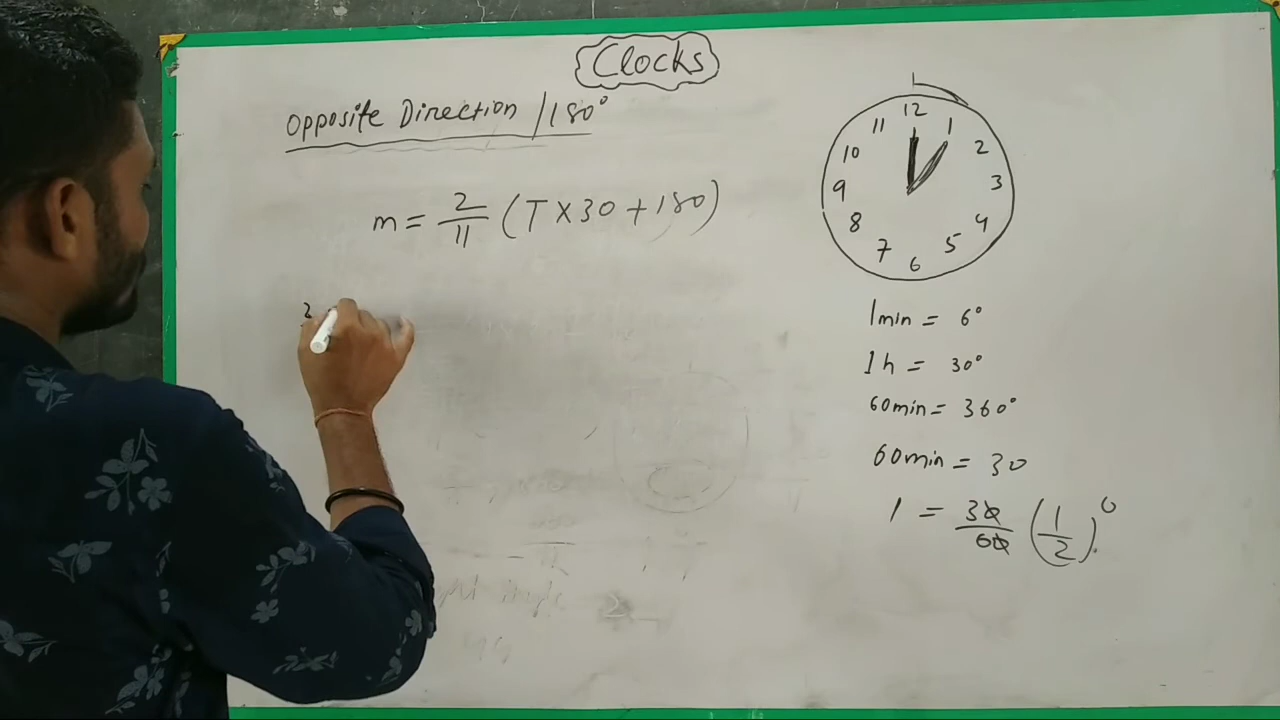 Clocks
Opposite Direction /180°
m = 2/11 (T X 30 + 180)
2
12
11 1
10 2
9 3
8 4
7 5
6
1min = 6°
1h = 30°
60min = 360°
60min = 30
1 = 30/60 (1/2)°